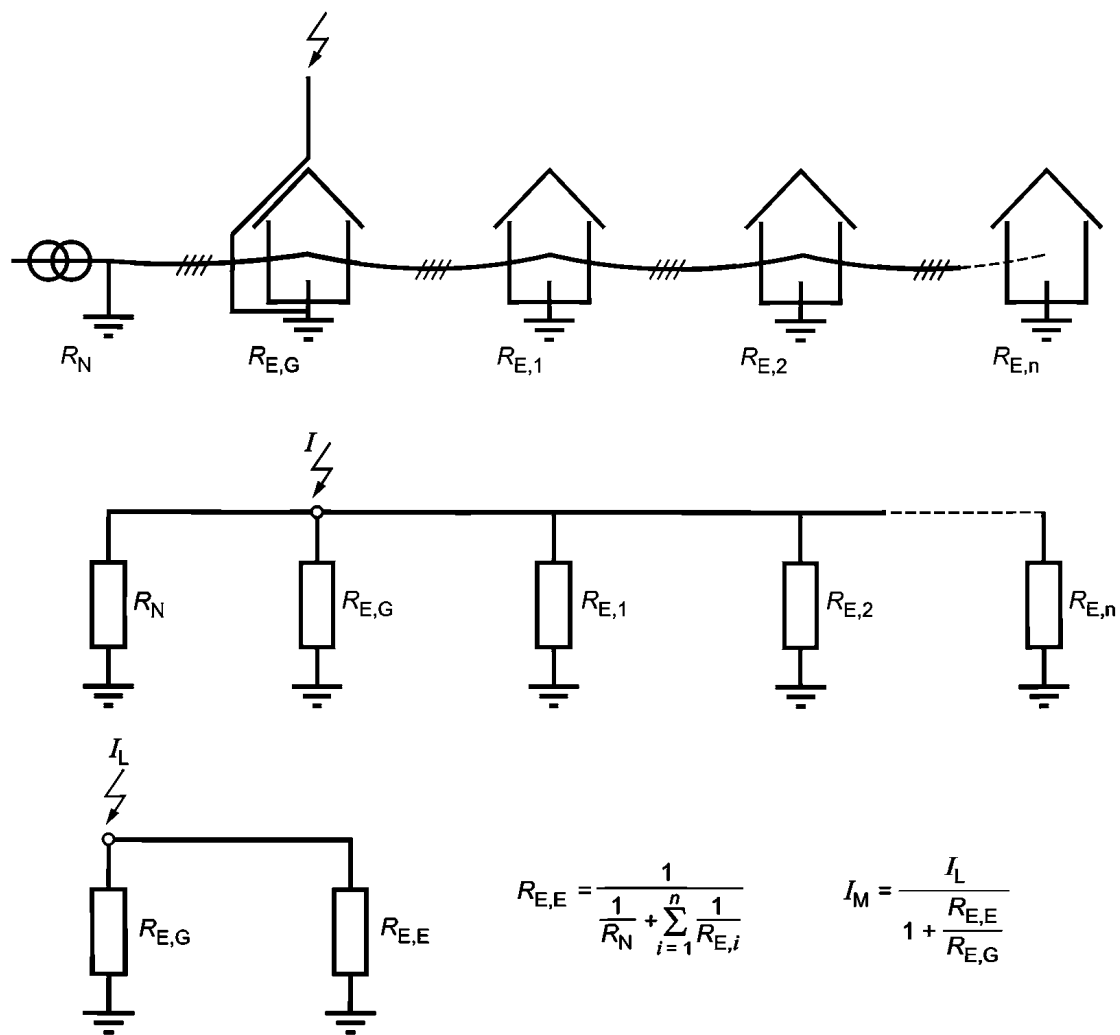 R_N R_E,G R_E,1 R_E,2 R_E,n
I
R_N R_E,G R_E,1 R_E,2 R_E,n
I_L
R_E,G R_E,E
R_E,E = 1 / (1/R_N + ∑_{i=1}^{n} 1/R_E,i)
I_M = I_L / (1 + R_E,E/R_E,G)